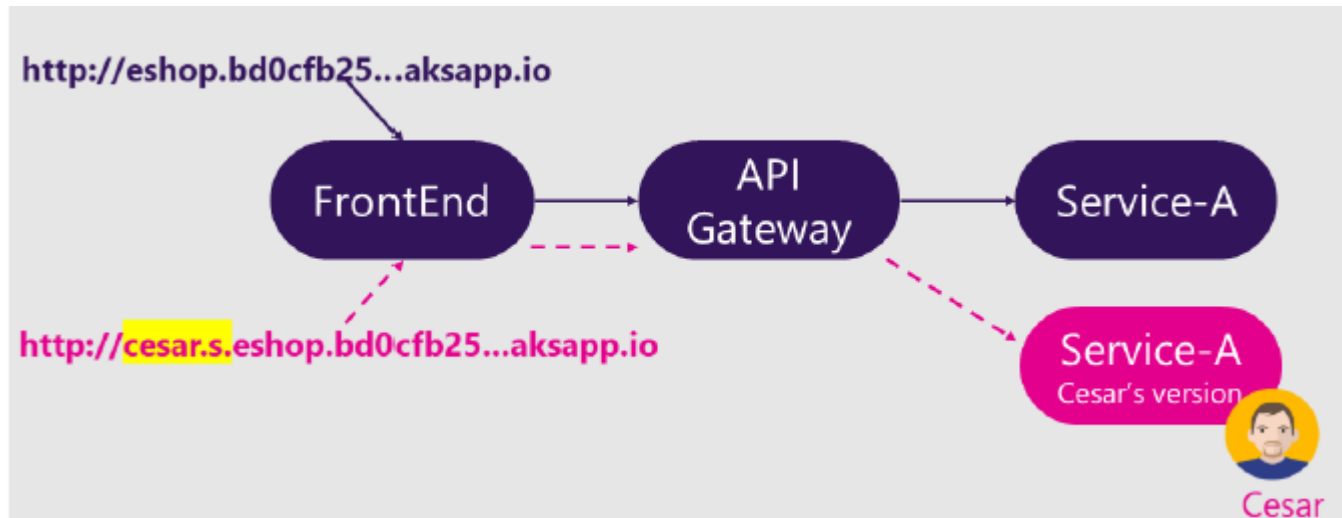 http://eshop.bd0cfb25...aksapp.io
FrontEnd
API
Gateway
Service-A
http://cesar.s.eshop.bd0cfb25...aksapp.io
Service-A
Cesar's version
Cesar